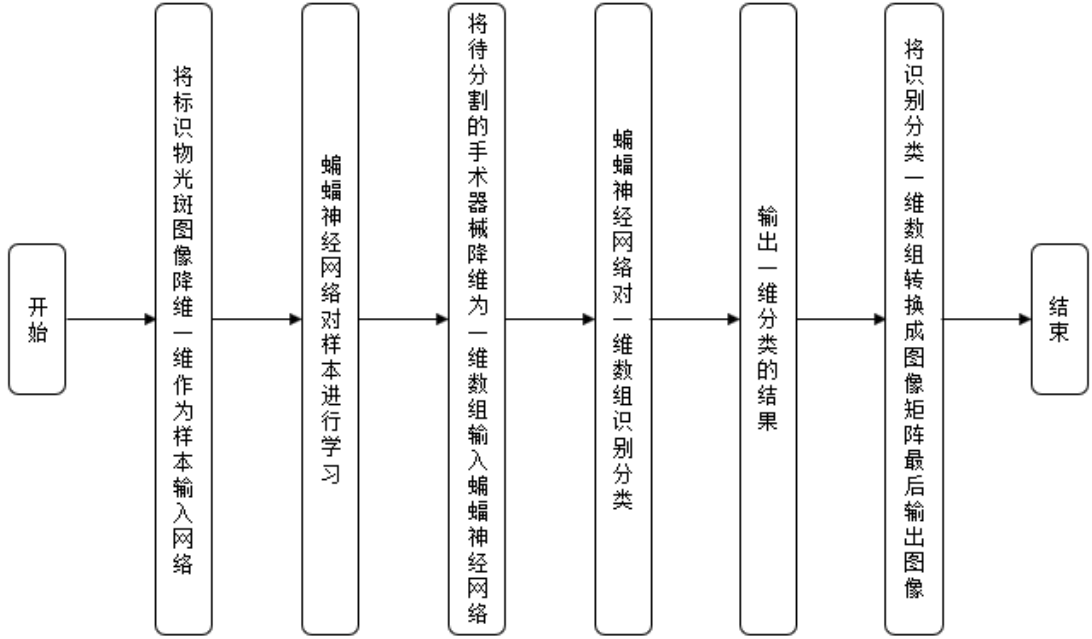 开始
将标识物光斑图像降维一维作为样本输入网络
蝙蝠神经网络对样本进行学习
将待分割的手术器械降维为一维数组输入蝙蝠神经网络
蝙蝠神经网络对一维数组识别分类
输出一维分类的结果
将识别分类一维数组转换成图像矩阵最后输出图像
结束